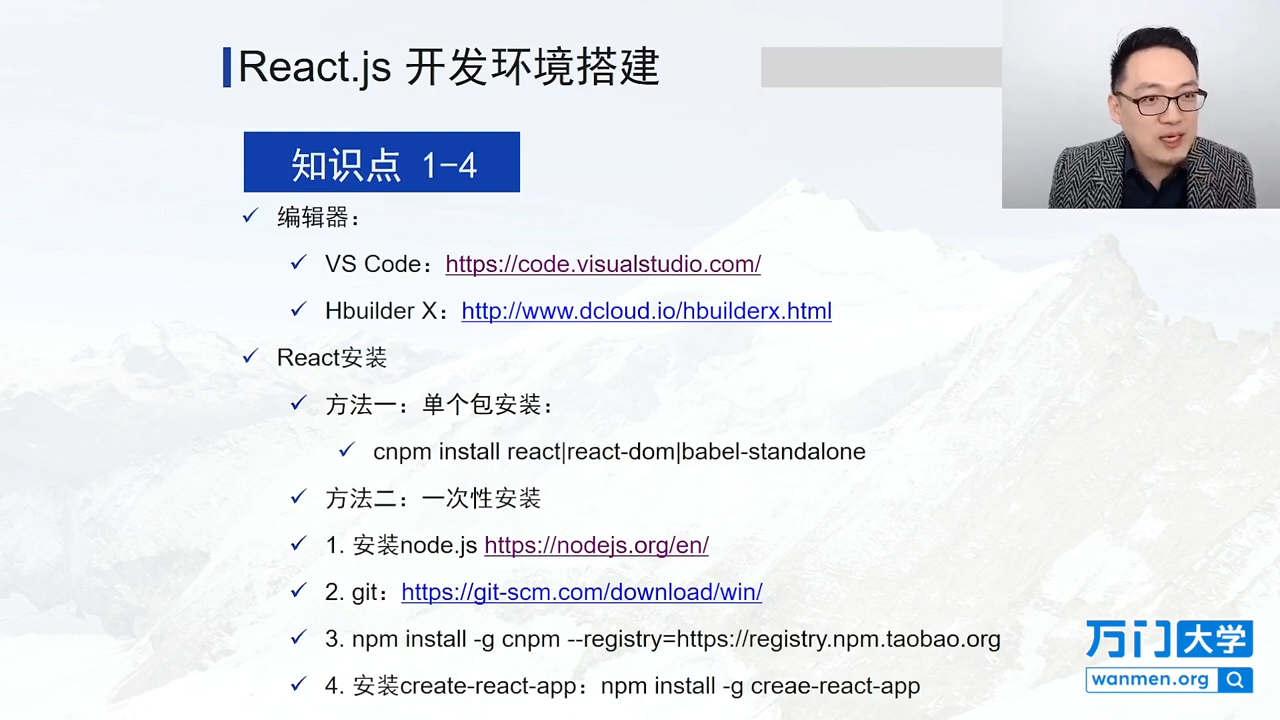 React.js 开发环境搭建
知识点 1-4
编辑器：
VS Code：https://code.visualstudio.com/
Hbuilder X：http://www.dcloud.io/hbuilderx.html
React安装
方法一：单个包安装：
cnpm install react|react-dom|babel-standalone
方法二：一次性安装
1. 安装node.js https://nodejs.org/en/
2. git：https://git-scm.com/download/win/
3. npm install -g cnpm --registry=https://registry.npm.taobao.org
4. 安装create-react-app：npm install -g creae-react-app
万门大学
wanmen.org